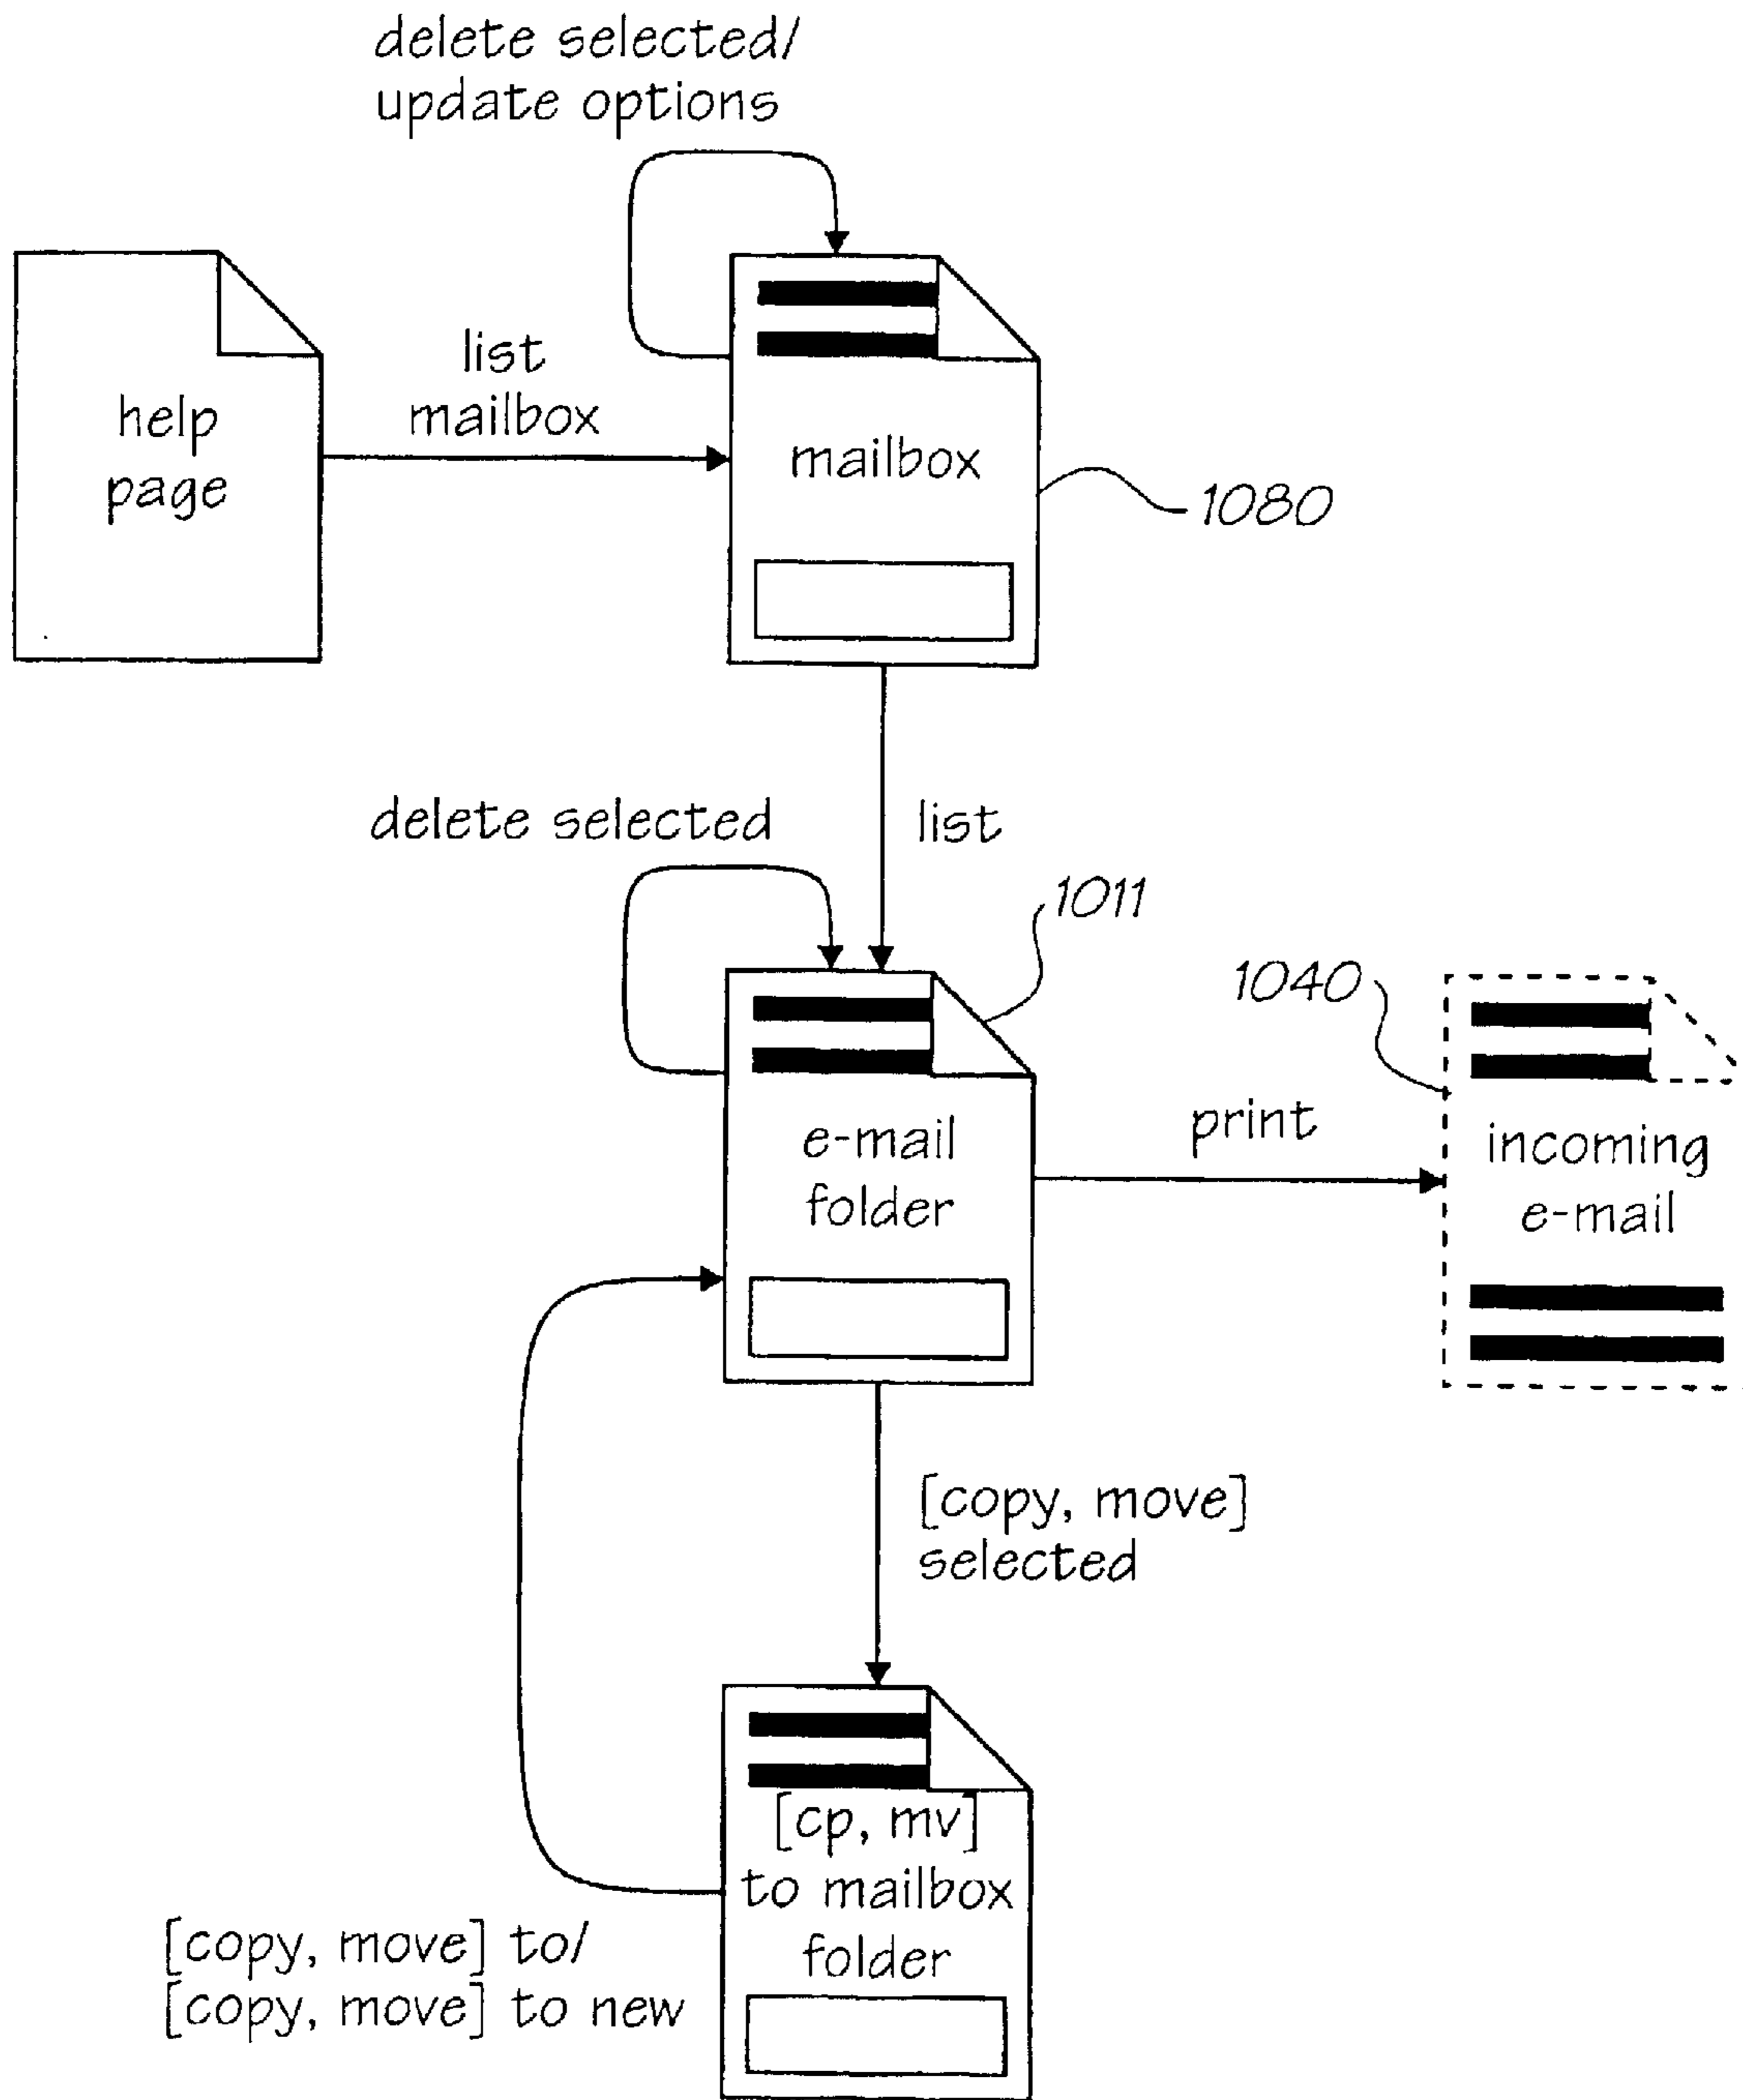 delete selected/
update options
help
page
list
mailbox
mailbox
1080
delete selected
list
1011
1040
e-mail
folder
print
incoming
e-mail
[copy, move]
selected
[cp, mv]
to mailbox
folder
[copy, move] to/
[copy, move] to new